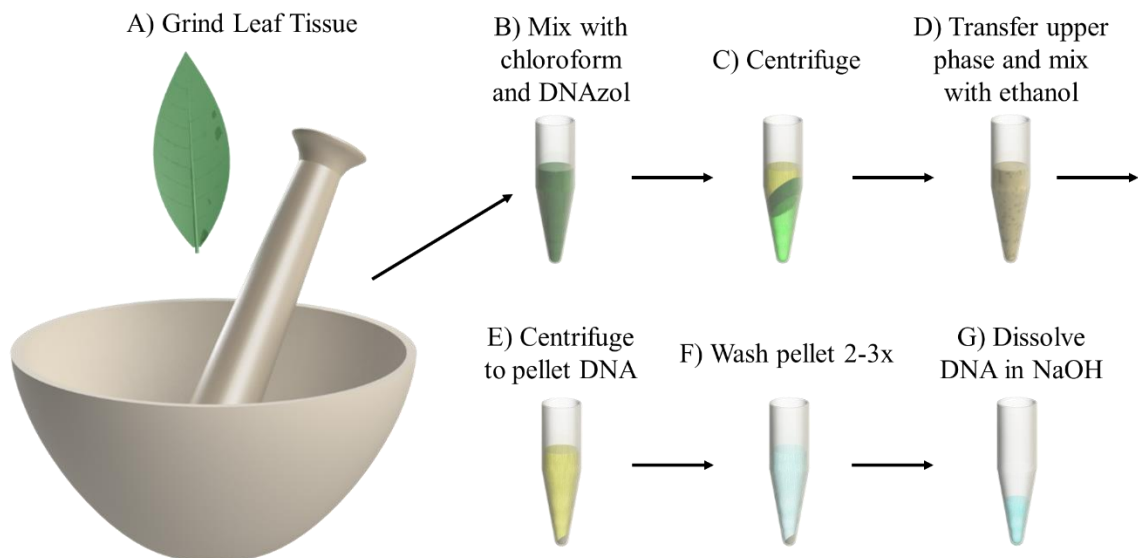 A) Grind Leaf Tissue
B) Mix with
chloroform
and DNAzol
C) Centrifuge
D) Transfer upper
phase and mix
with ethanol
E) Centrifuge
to pellet DNA
F) Wash pellet 2-3x
G) Dissolve
DNA in NaOH